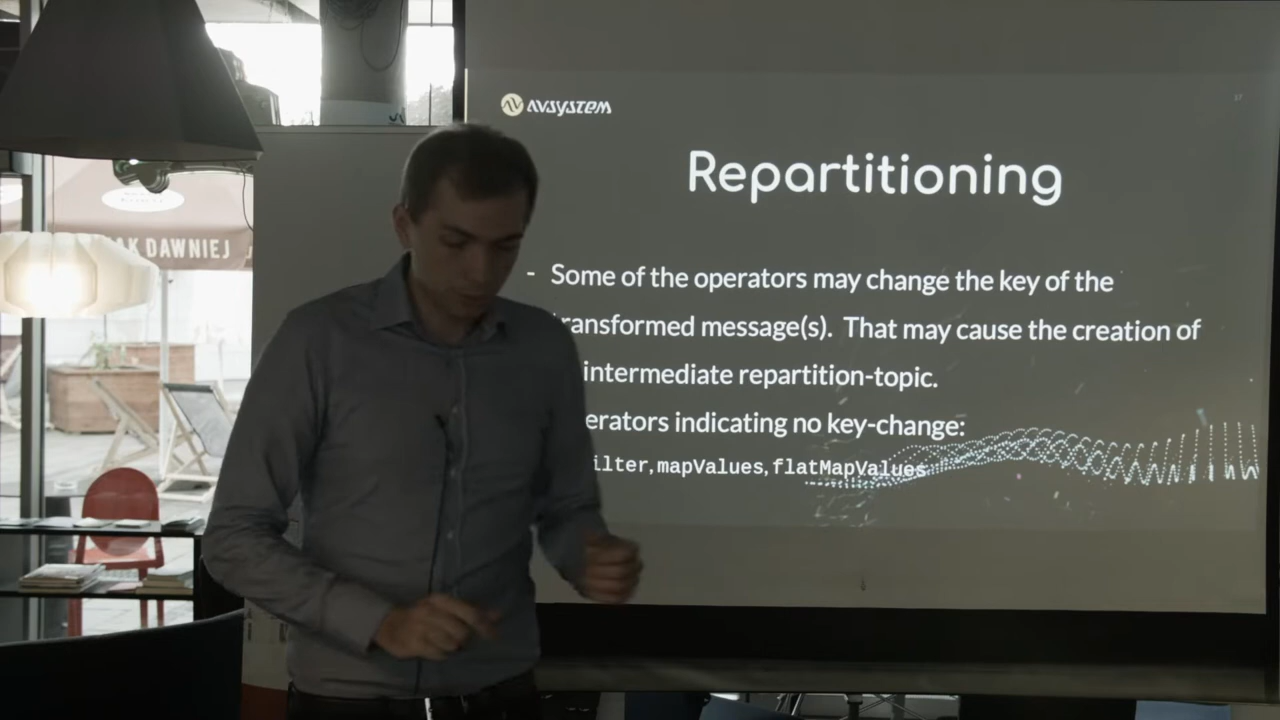 AVSYSTEM
Repartitioning
- Some of the operators may change the key of the
transformed message(s). That may cause the creation of
intermediate repartition-topic.
erators indicating no key-change:
ilter, mapValues, flatMapValues
AK DAWNIEJ